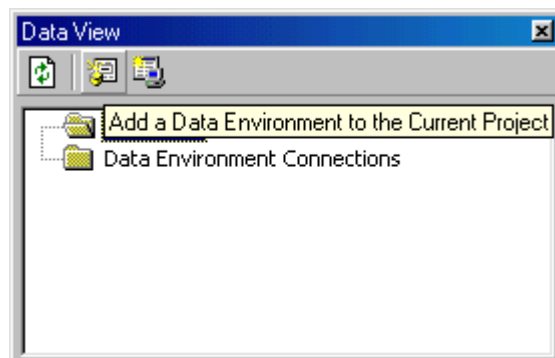 Data View
Add a Data Environment to the Current Project
Data Environment Connections